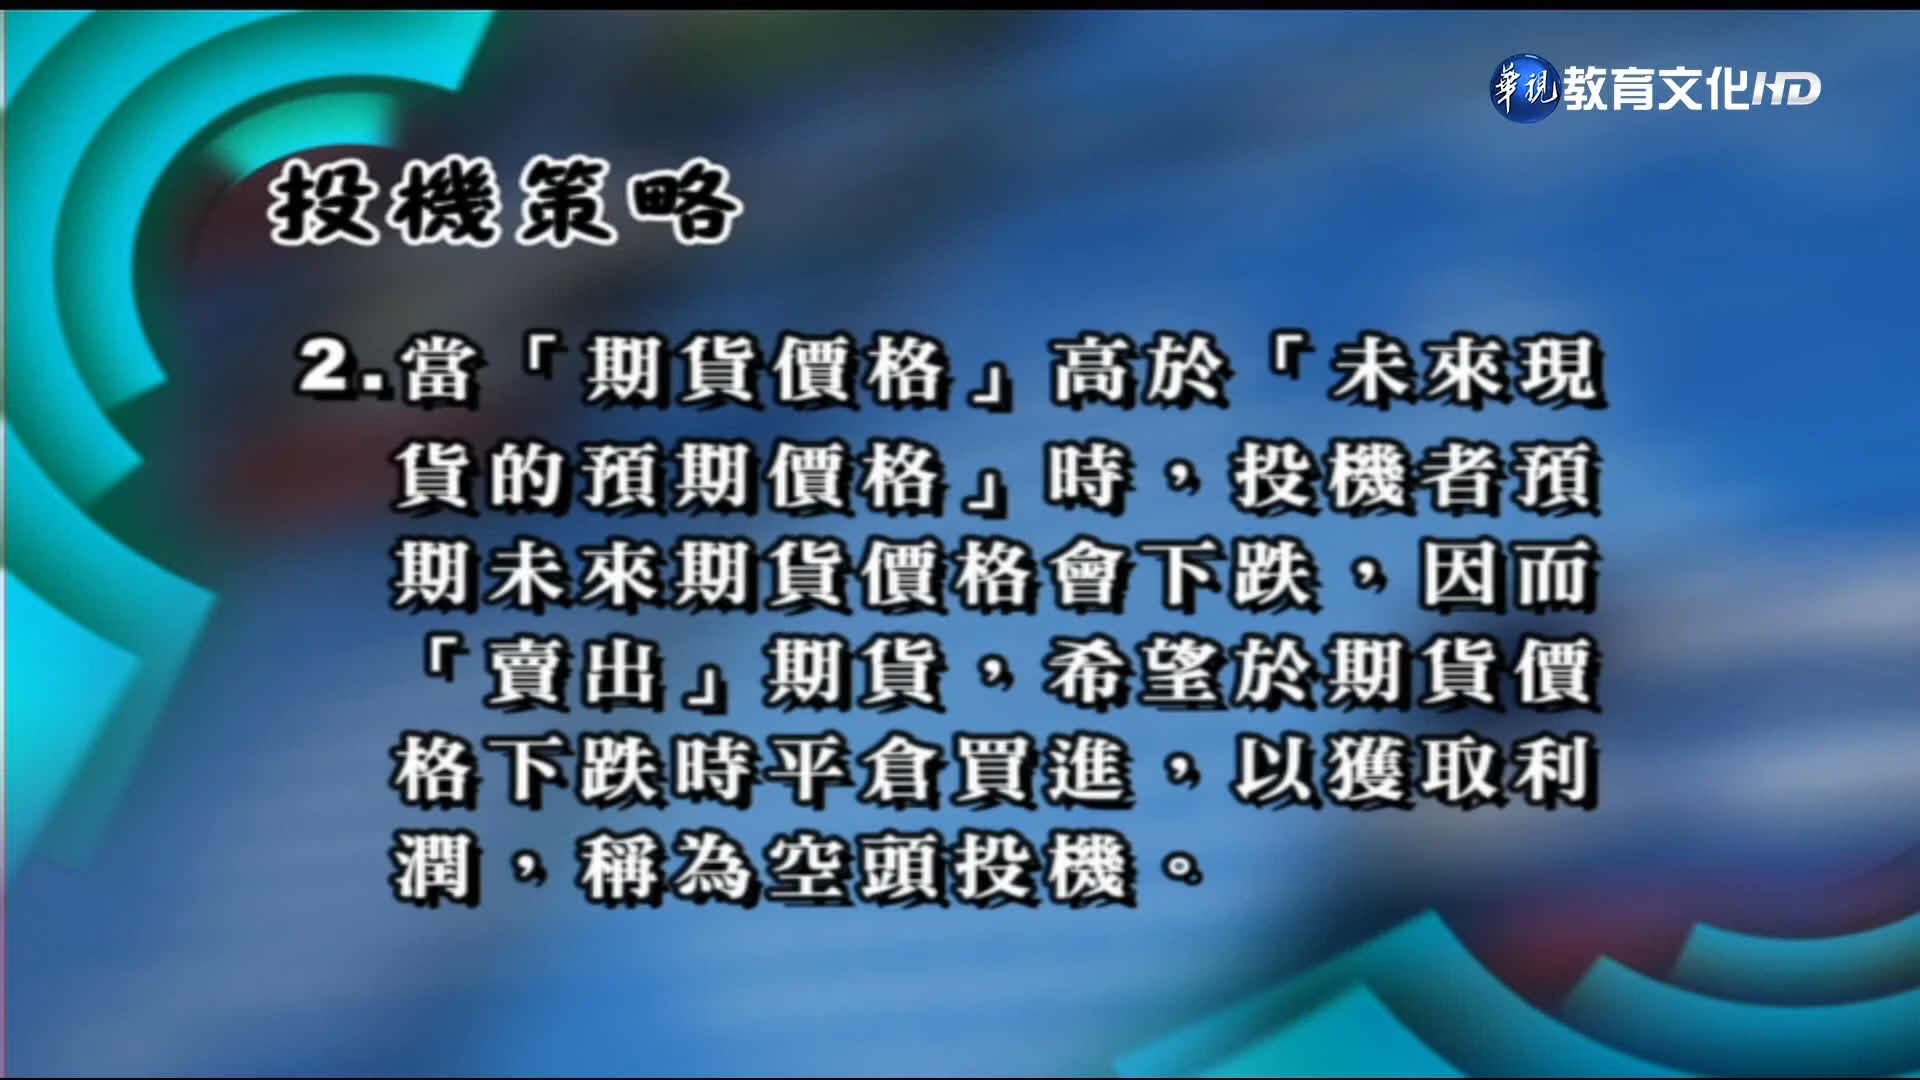 華視 教育文化HD
投機策略
2.當「期貨價格」高於「未來現
貨的預期價格」時，投機者預
期未來期貨價格會下跌，因而
「賣出」期貨，希望於期貨價
格下跌時平倉買進，以獲取利
潤，稱為空頭投機。